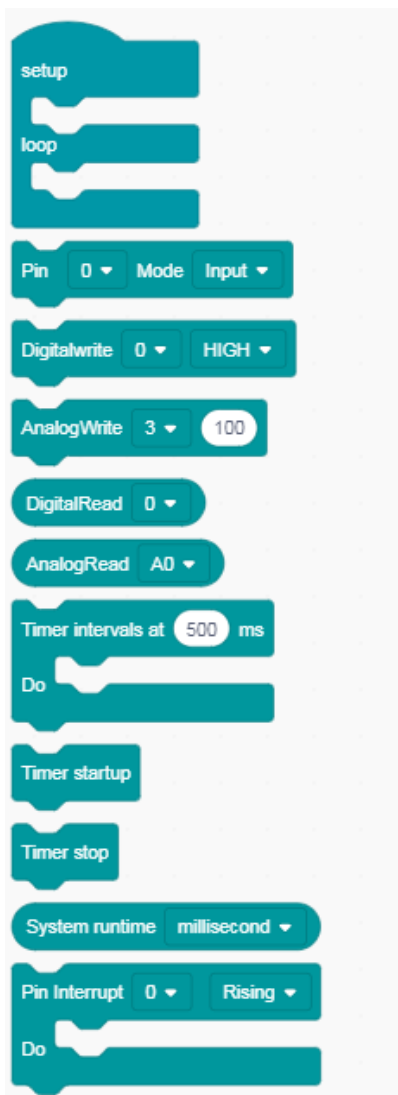 setup
loop
Pin 0 Mode Input
Digitalwrite 0 HIGH
AnalogWrite 3 100
DigitalRead 0
AnalogRead A0
Timer intervals at 500 ms
Do
Timer startup
Timer stop
System runtime millisecond
Pin Interrupt 0 Rising
Do